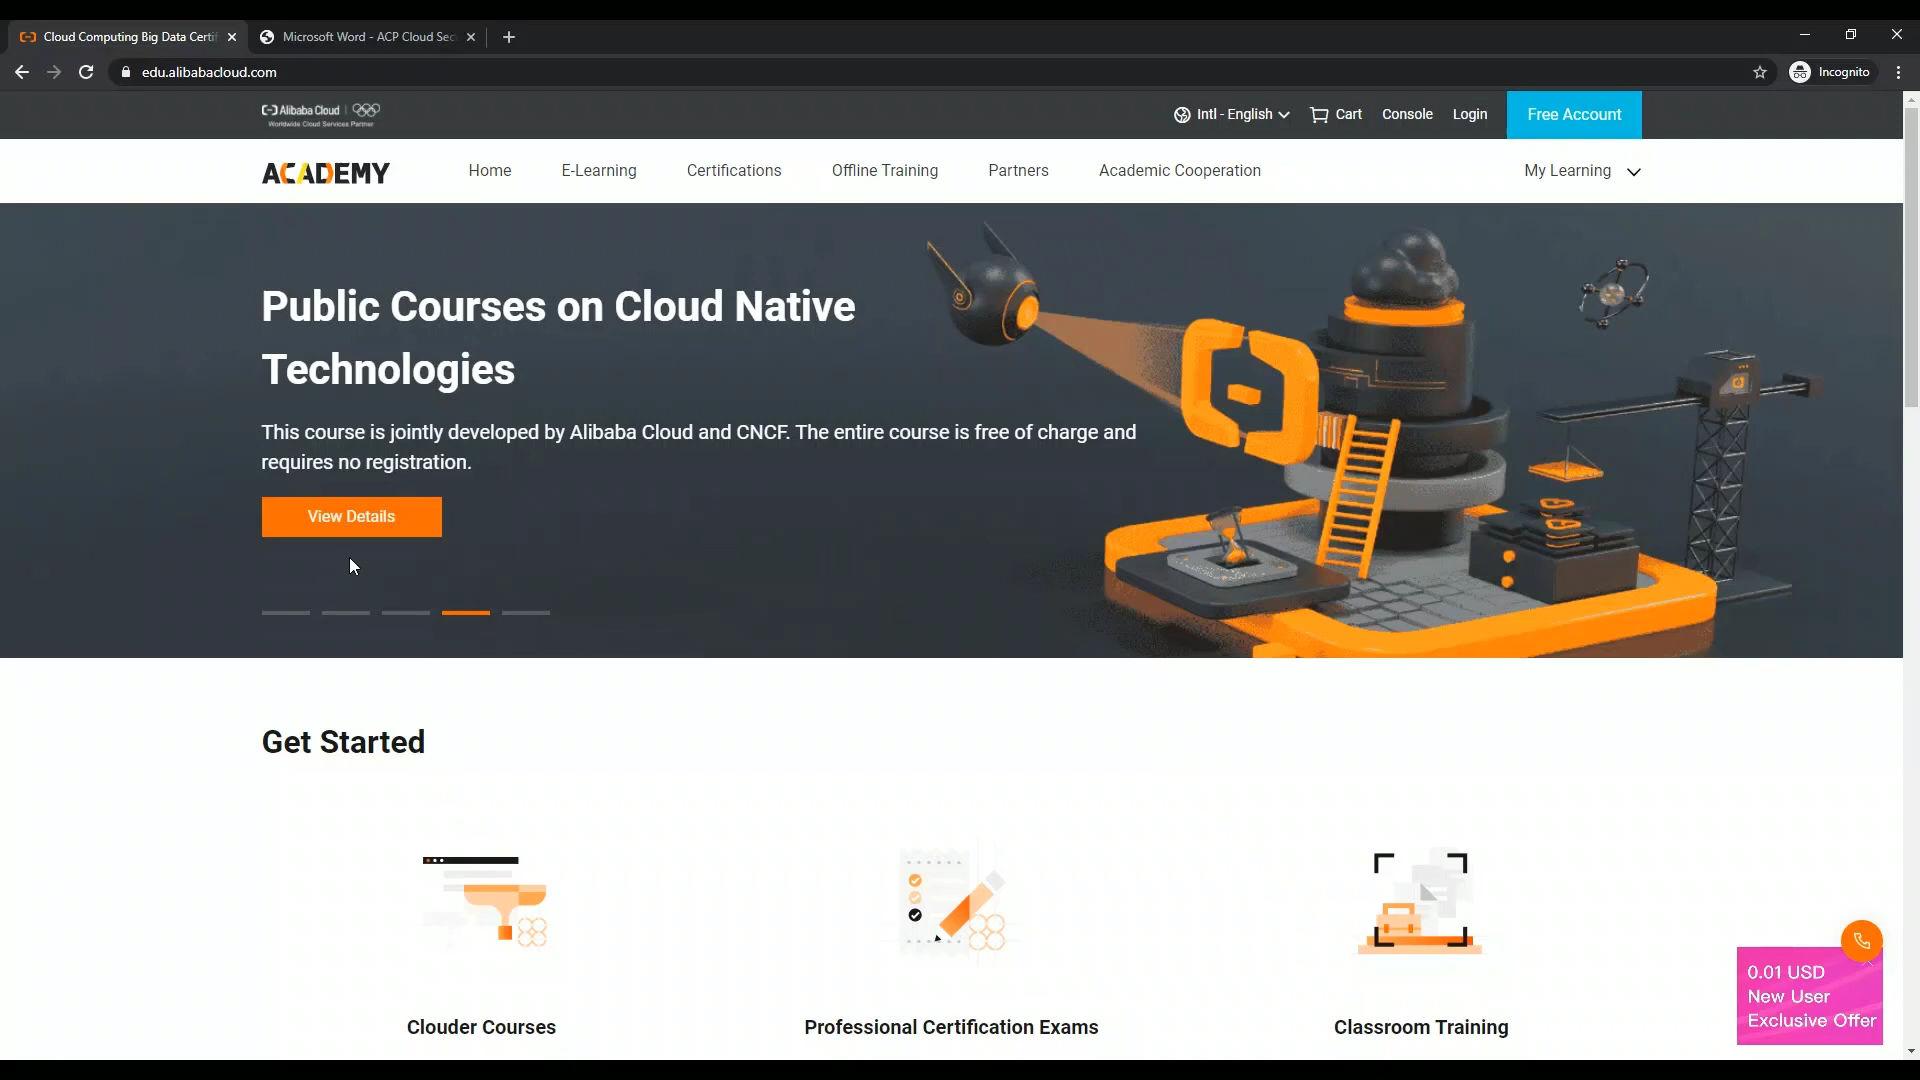 Cloud Computing Big Data Certif
Microsoft Word - ACP Cloud Sec
edu.alibabacloud.com
Incognito
Alibaba Cloud
Worldwide Cloud Services Partner
Intl - English
Cart
Console
Login
Free Account
ACADEMY
Home
E-Learning
Certifications
Offline Training
Partners
Academic Cooperation
My Learning
Public Courses on Cloud Native
Technologies
This course is jointly developed by Alibaba Cloud and CNCF. The entire course is free of charge and
requires no registration.
View Details
Get Started
Clouder Courses
Professional Certification Exams
Classroom Training
0.01 USD
New User
Exclusive Offer